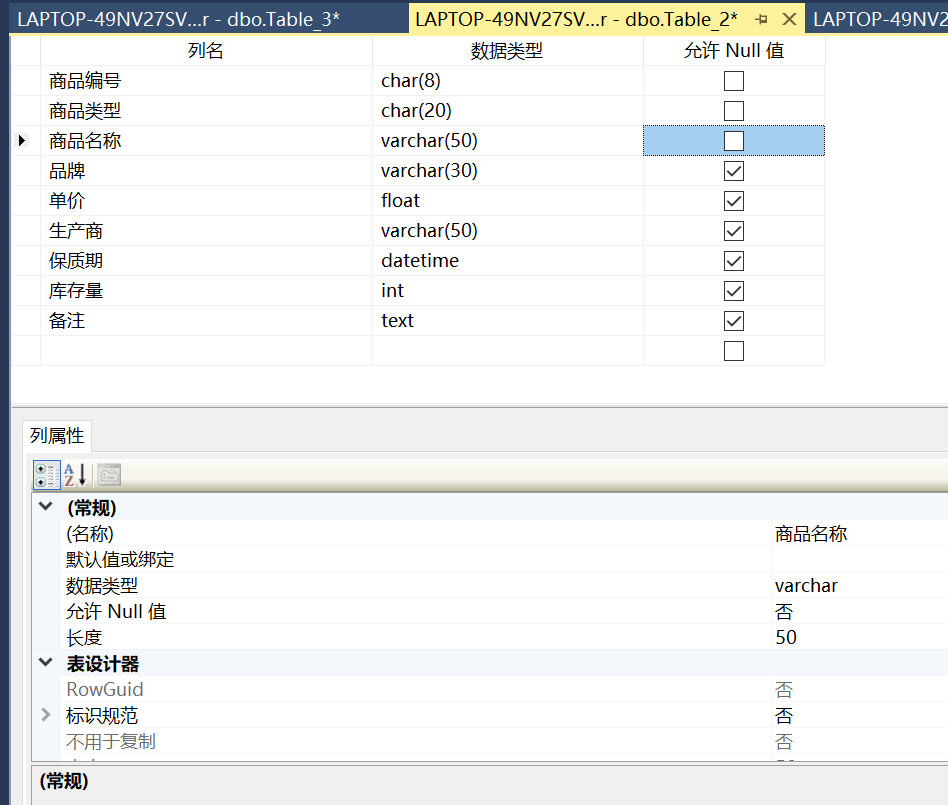 LAPTOP-49NV27SV...r - dbo.Table_3* LAPTOP-49NV27SV...r - dbo.Table_2* LAPTOP-49NV2
列名 数据类型 允许 Null 值
商品编号 char(8)
商品类型 char(20)
商品名称 varchar(50)
品牌 varchar(30)
单价 float
生产商 varchar(50)
保质期 datetime
库存量 int
备注 text
列属性
(常规)
(名称) 商品名称
默认值或绑定
数据类型 varchar
允许 Null 值 否
长度 50
表设计器
RowGuid 否
标识规范 否
不用于复制 否
(常规)